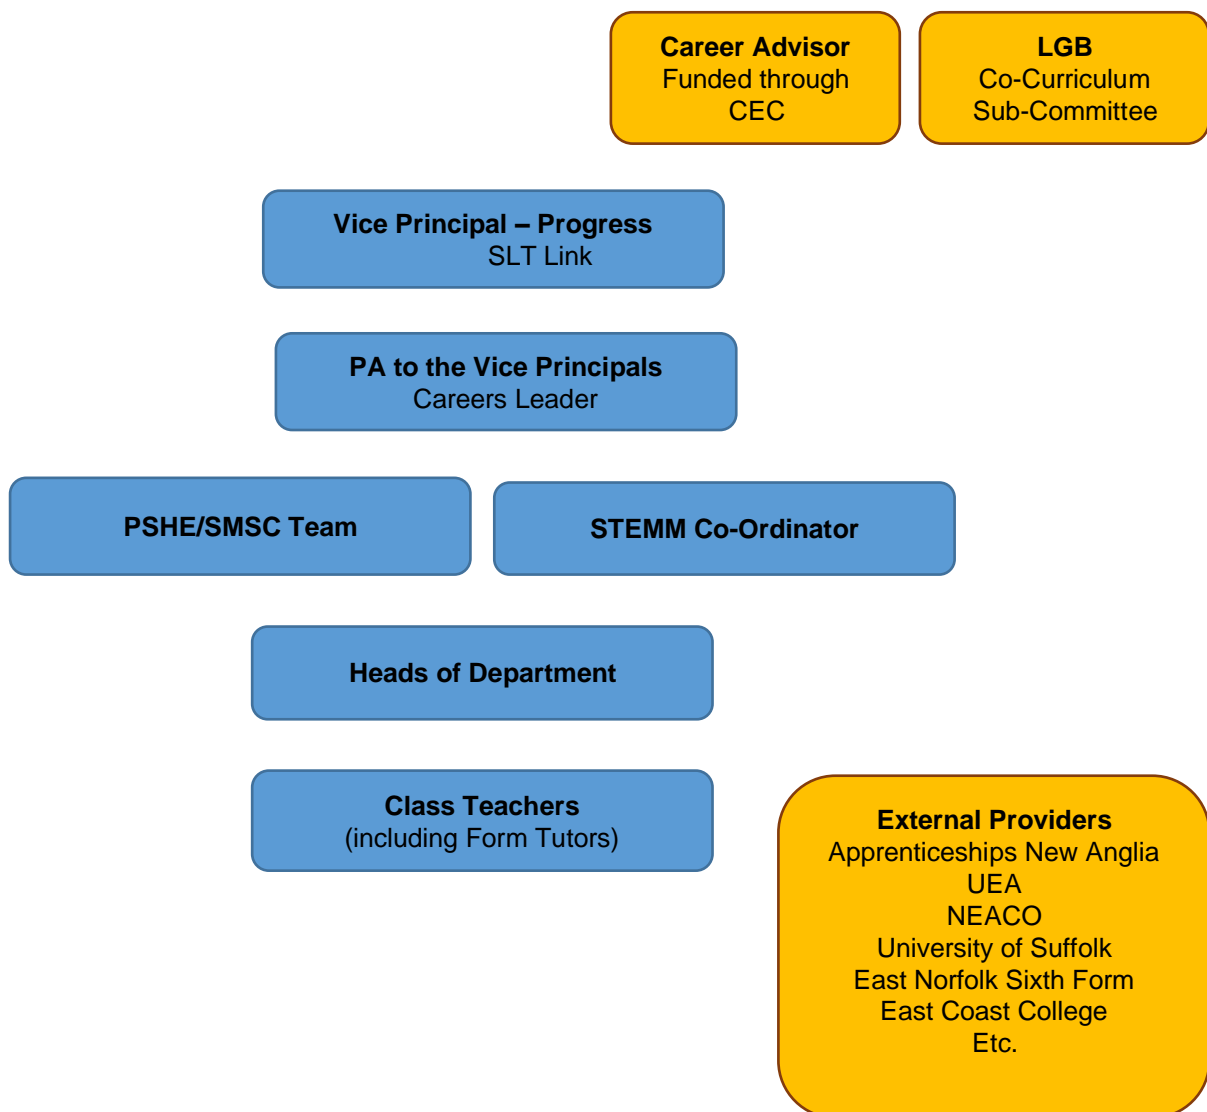 Career Advisor
Funded through
CEC
LGB
Co-Curriculum
Sub-Committee
Vice Principal – Progress
SLT Link
PA to the Vice Principals
Careers Leader
PSHE/SMSC Team
STEMM Co-Ordinator
Heads of Department
Class Teachers
(including Form Tutors)
External Providers
Apprenticeships New Anglia
UEA
NEACO
University of Suffolk
East Norfolk Sixth Form
East Coast College
Etc.